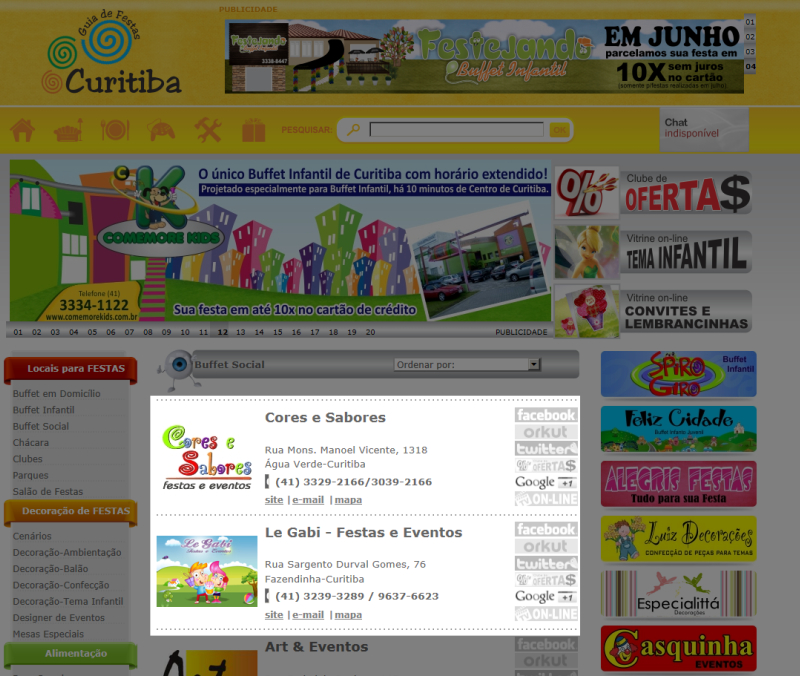 PUBLICIDADE
Guia de Festas
Curitiba
Festejando
3338-8447
Festejando
Buffet Infantil
EM JUNHO
parcelamos sua festa em
10X sem juros
no cartão
(somente p/festas realizadas em julho)
01
02
03
04
PESQUISAR:
OK
Chat
indisponível
CK
COMEMORE KIDS
O único Buffet Infantil de Curitiba com horário extendido!
Projetado especialmente para Buffet Infantil, há 10 minutos de Centro de Curitiba.
Telefone (41)
3334-1122
www.comemorekids.com.br
Sua festa em até 10x no cartão de crédito
01 02 03 04 05 06 07 08 09 10 11 12 13 14 15 16 17 18 19 20
PUBLICIDADE
%
Clube de
OFERTA$
Vitrine on-line
TEMA INFANTIL
Vitrine on-line
CONVITES E
LEMBRANCINHAS
Locais para FESTAS
Buffet em Domicílio
Buffet Infantil
Buffet Social
Chácara
Clubes
Parques
Salão de Festas
Decoração de FESTAS
Cenários
Decoração-Ambientação
Decoração-Balão
Decoração-Confecção
Decoração-Tema Infantil
Designer de Eventos
Mesas Especiais
Alimentação
Buffet Social
Ordenar por:
Cores e Sabores
festas e eventos
Cores e Sabores
Rua Mons. Manoel Vicente, 1318
Água Verde-Curitiba
(41) 3329-2166/3039-2166
site | e-mail | mapa
facebook
orkut
twitter
% OFERTA$
Google +1
ON-LINE
Le Gabi
Le Gabi - Festas e Eventos
Rua Sargento Durval Gomes, 76
Fazendinha-Curitiba
(41) 3239-3289 / 9637-6623
site | e-mail | mapa
facebook
orkut
twitter
% OFERTA$
Google +1
ON-LINE
Art & Eventos
facebook
orkut
SPIRO
GIRO
Buffet
Infantil
Feliz Cidade
Buffet infanto-juvenil
ALEGRIS FESTAS
Tudo para sua Festa
Luiz Decorações
CONFECÇÃO DE PEÇAS PARA TEMAS
Especialittá
Decorações
Casquinha
EVENTOS